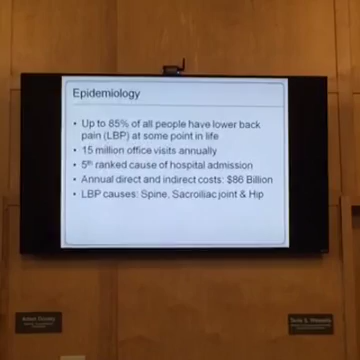 Epidemiology
• Up to 85% of all people have lower back
pain (LBP) at some point in life
• 15 million office visits annually
• 5th ranked cause of hospital admission
• Annual direct and indirect costs: $86 Billion
• LBP causes: Spine, Sacroiliac joint & Hip